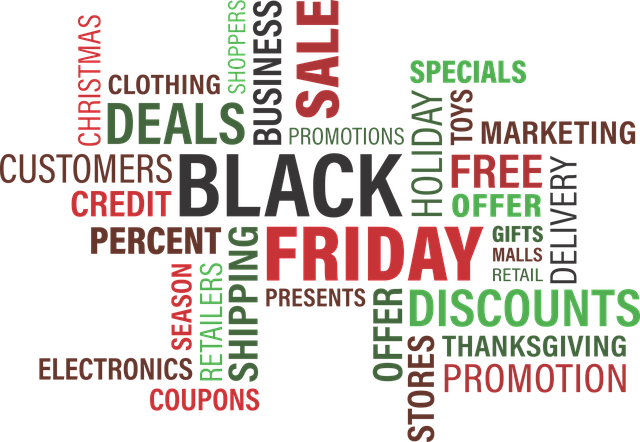 CHRISTMAS
CLOTHING
SHOPPERS
BUSINESS
SALE
DEALS
PROMOTIONS
SPECIALS
HOLIDAY
TOYS
MARKETING
CUSTOMERS
BLACK
FREE
DELIVERY
CREDIT
OFFER
PERCENT
SHIPPING
FRIDAY
GIFTS
MALLS
RETAIL
SEASON
RETAILERS
PRESENTS
OFFER
DISCOUNTS
STORES
THANKSGIVING
ELECTRONICS
PROMOTION
COUPONS